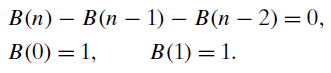 B(n) − B(n − 1) − B(n − 2) = 0,
B(0) = 1, B(1) = 1.